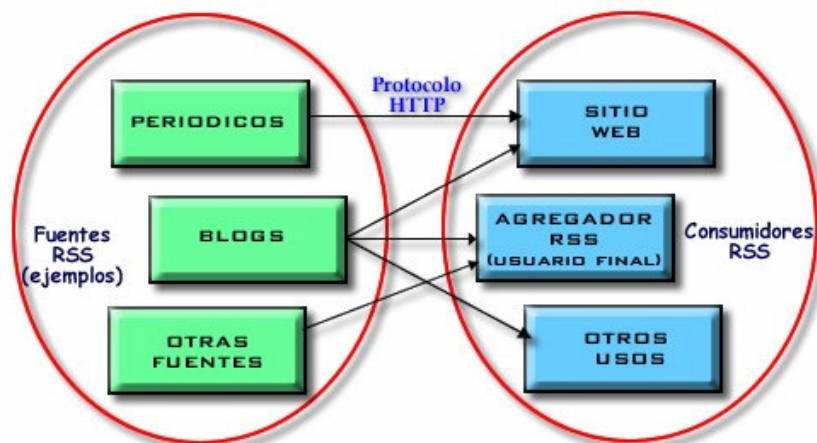 Protocolo
HTTP
PERIODICOS
SITIO
WEB
Fuentes
RSS
(ejemplos)
BLOGS
AGREGADOR
RSS
(USUARIO FINAL)
Consumidores
RSS
OTRAS
FUENTES
OTROS
USOS